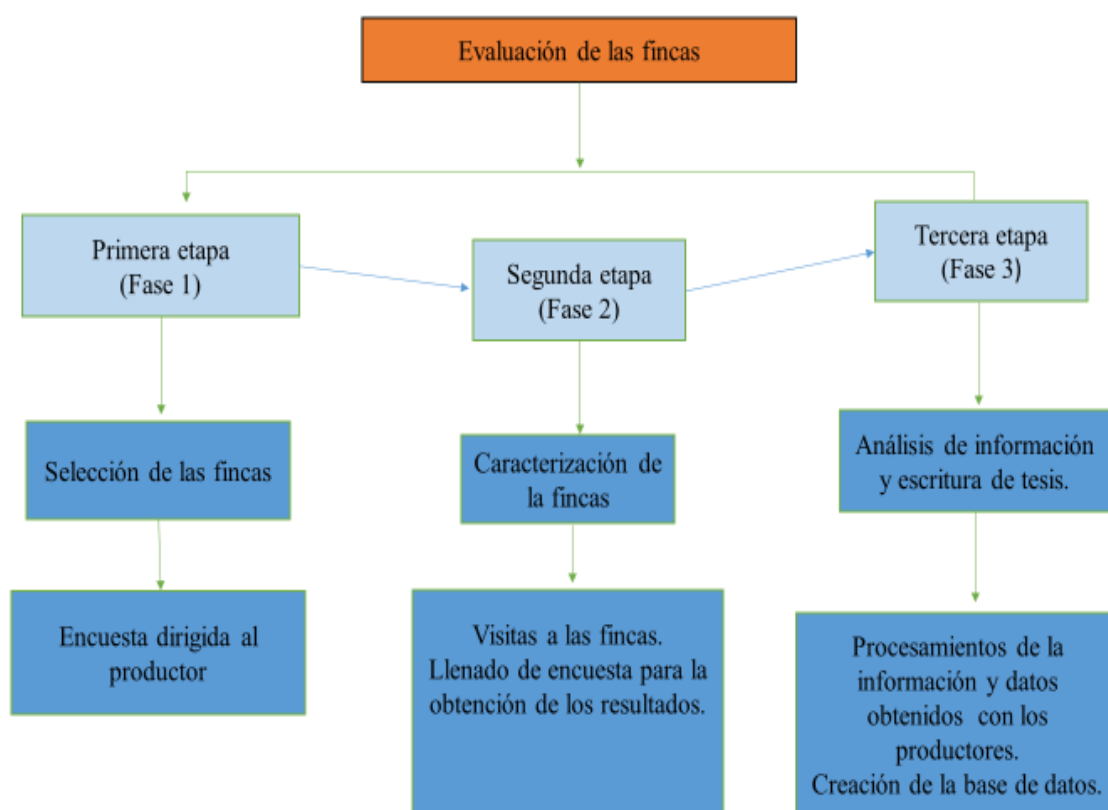 Evaluación de las fincas
Primera etapa
(Fase 1)
Segunda etapa
(Fase 2)
Tercera etapa
(Fase 3)
Selección de las fincas
Caracterización de
la fincas
Análisis de información
y escritura de tesis.
Encuesta dirigida al
productor
Visitas a las fincas.
Llenado de encuesta para la
obtención de los resultados.
Procesamientos de la
información y datos
obtenidos con los
productores.
Creación de la base de datos.